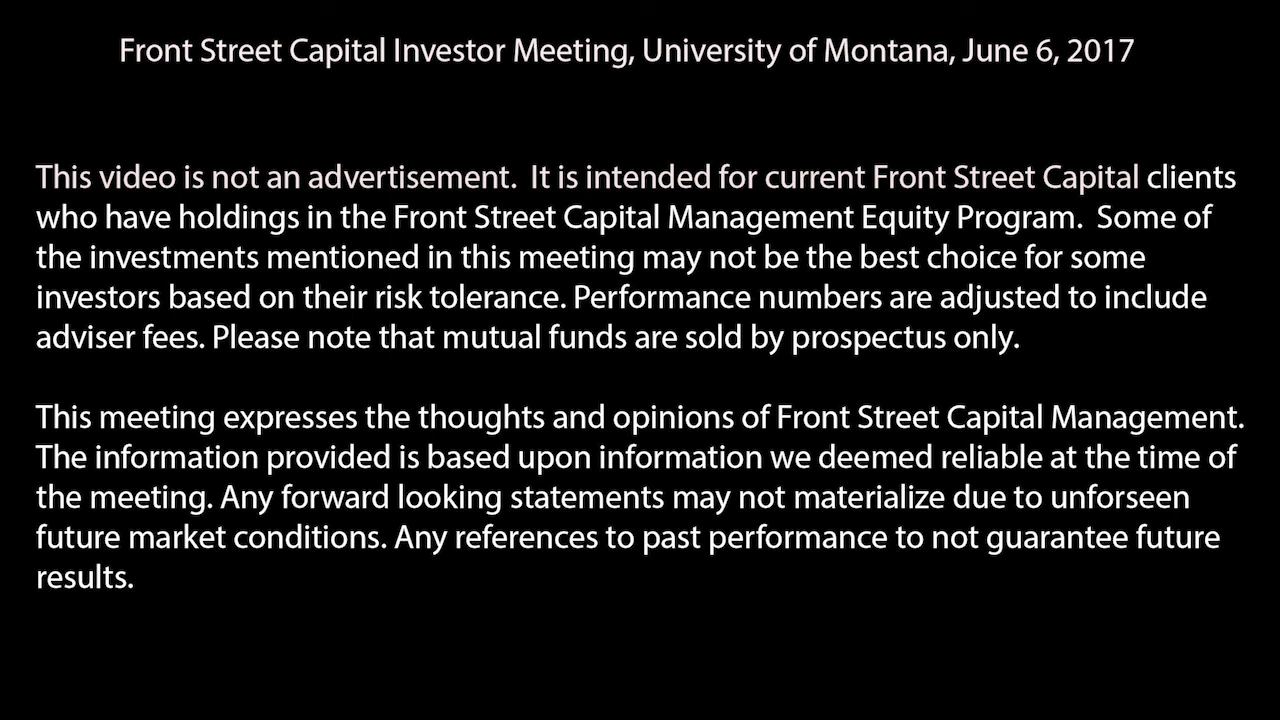 Front Street Capital Investor Meeting, University of Montana, June 6, 2017
This video is not an advertisement.  It is intended for current Front Street Capital clients
who have holdings in the Front Street Capital Management Equity Program.  Some of
the investments mentioned in this meeting may not be the best choice for some
investors based on their risk tolerance. Performance numbers are adjusted to include
adviser fees. Please note that mutual funds are sold by prospectus only.
This meeting expresses the thoughts and opinions of Front Street Capital Management.
The information provided is based upon information we deemed reliable at the time of
the meeting. Any forward looking statements may not materialize due to unforseen
future market conditions. Any references to past performance to not guarantee future
results.